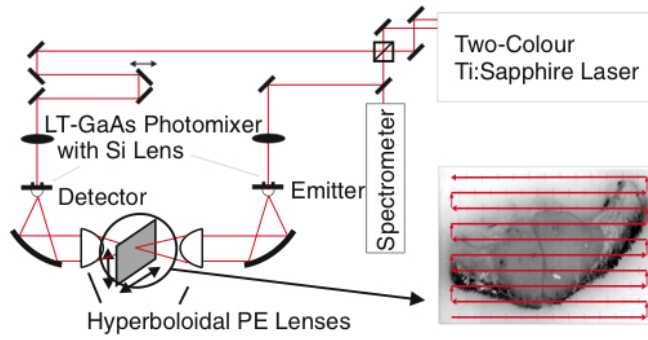 Two-Colour
Ti:Sapphire Laser
LT-GaAs Photomixer
with Si Lens
Detector
Emitter
Spectrometer
Hyperboloidal PE Lenses